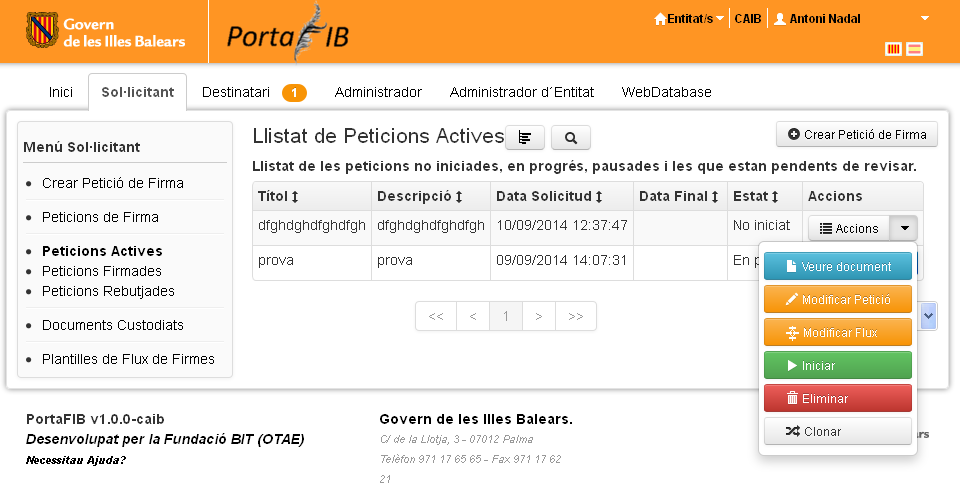 Govern
de les Illes Balears
PortaFIB
Entitat/s CAIB Antoni Nadal
Inici Sol·licitant Destinatari 1 Administrador Administrador d´Entitat WebDatabase
Menú Sol·licitant
Crear Petició de Firma
Peticions de Firma
Peticions Actives
Peticions Firmades
Peticions Rebutjades
Documents Custodiats
Plantilles de Flux de Firmes
Llistat de Peticions Actives
Crear Petició de Firma
Llistat de les peticions no iniciades, en progrés, pausades i les que estan pendents de revisar.
Títol Descripció Data Solicitud Data Final Estat Accions
dfghdghdfghdfgh dfghdghdfghdfgh 10/09/2014 12:37:47 No iniciat Accions
prova prova 09/09/2014 14:07:31 En
<< < 1 > >>
Veure document
Modificar Petició
Modificar Flux
Iniciar
Eliminar
Clonar
PortaFIB v1.0.0-caib
Desenvolupat per la Fundació BIT (OTAE)
Necessitau Ajuda?
Govern de les Illes Balears.
C/ de la Llotja, 3 - 07012 Palma
Telèfon 971 17 65 65 - Fax 971 17 62
21